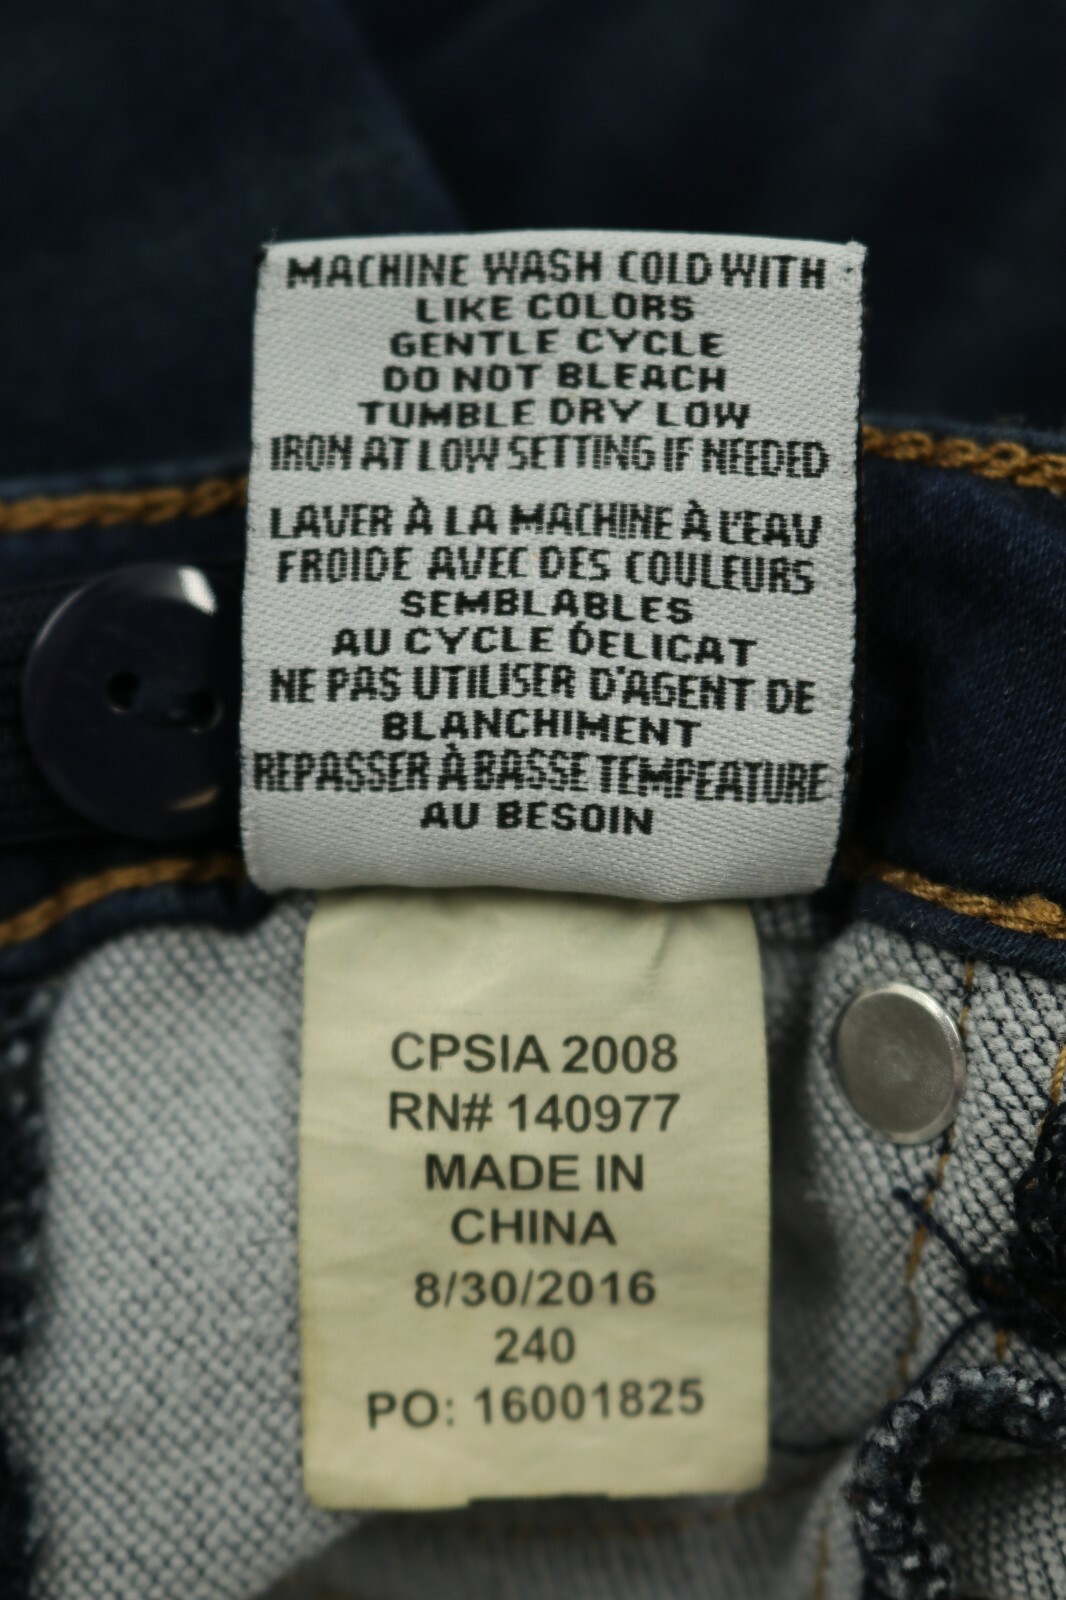 MACHINE WASH COLD WITH
LIKE COLORS
GENTLE CYCLE
DO NOT BLEACH
TUMBLE DRY LOW
IRON AT LOW SETTING IF NEEDED
LAVER À LA MACHINE À L'EAU
FROIDE AVEC DES COULEURS
SEMBLABLES
AU CYCLE DÉLICAT
NE PAS UTILISER D'AGENT DE
BLANCHIMENT
REPASSER À BASSE TEMPEATURE
AU BESOIN
CPSIA 2008
RN# 140977
MADE IN
CHINA
8/30/2016
240
PO: 16001825